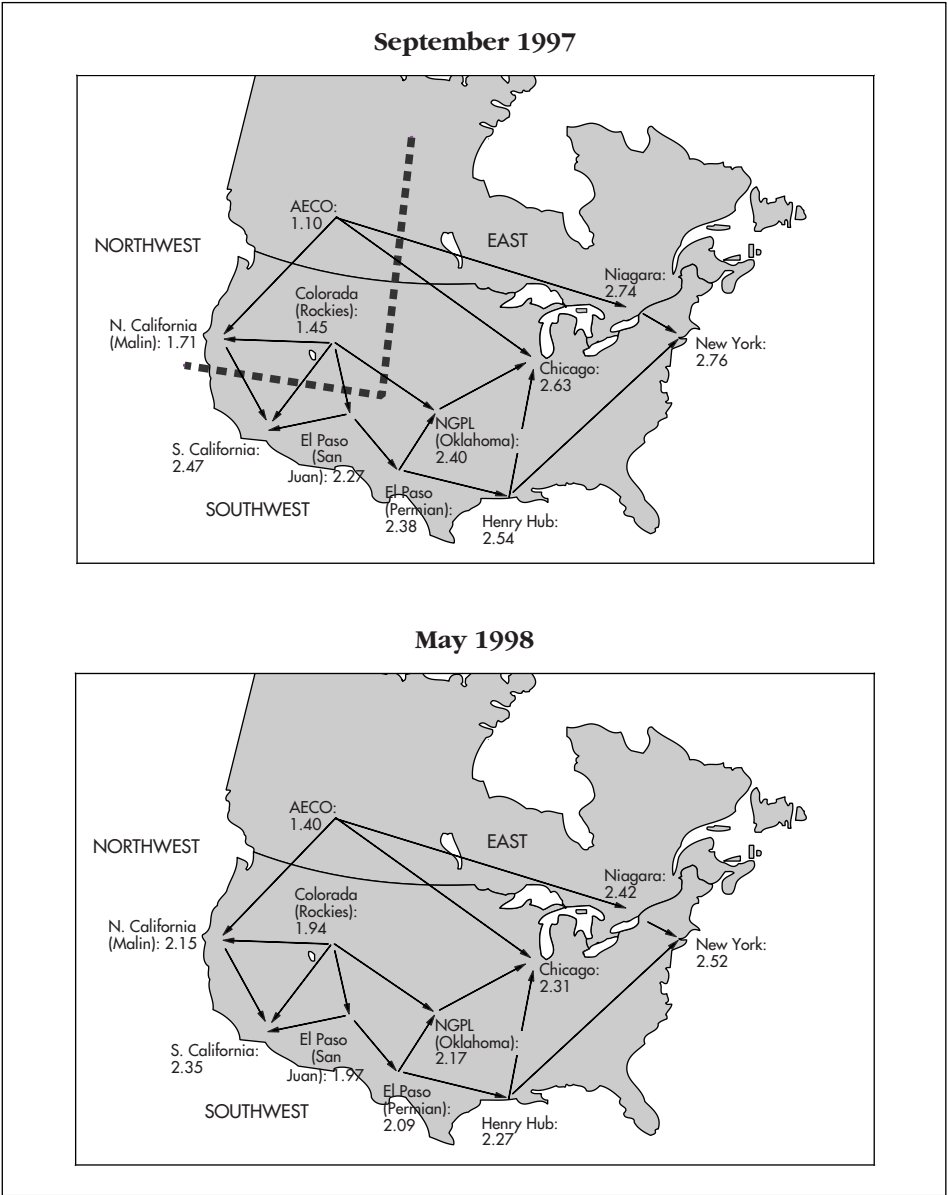 September 1997
AECO:
1.10
NORTHWEST
EAST
Niagara:
2.74
Colorada
(Rockies):
1.45
N. California
(Malin): 1.71
New York:
2.76
Chicago:
2.63
NGPL
(Oklahoma):
2.40
S. California:
2.47
El Paso
(San
Juan): 2.27
El Paso
(Permian):
2.38
SOUTHWEST
Henry Hub:
2.54
May 1998
AECO:
1.40
NORTHWEST
EAST
Niagara:
2.42
Colorada
(Rockies):
1.94
N. California
(Malin): 2.15
New York:
2.52
Chicago:
2.31
NGPL
(Oklahoma):
2.17
S. California:
2.35
El Paso
(San
Juan): 1.97
El Paso
(Permian):
2.09
SOUTHWEST
Henry Hub:
2.27